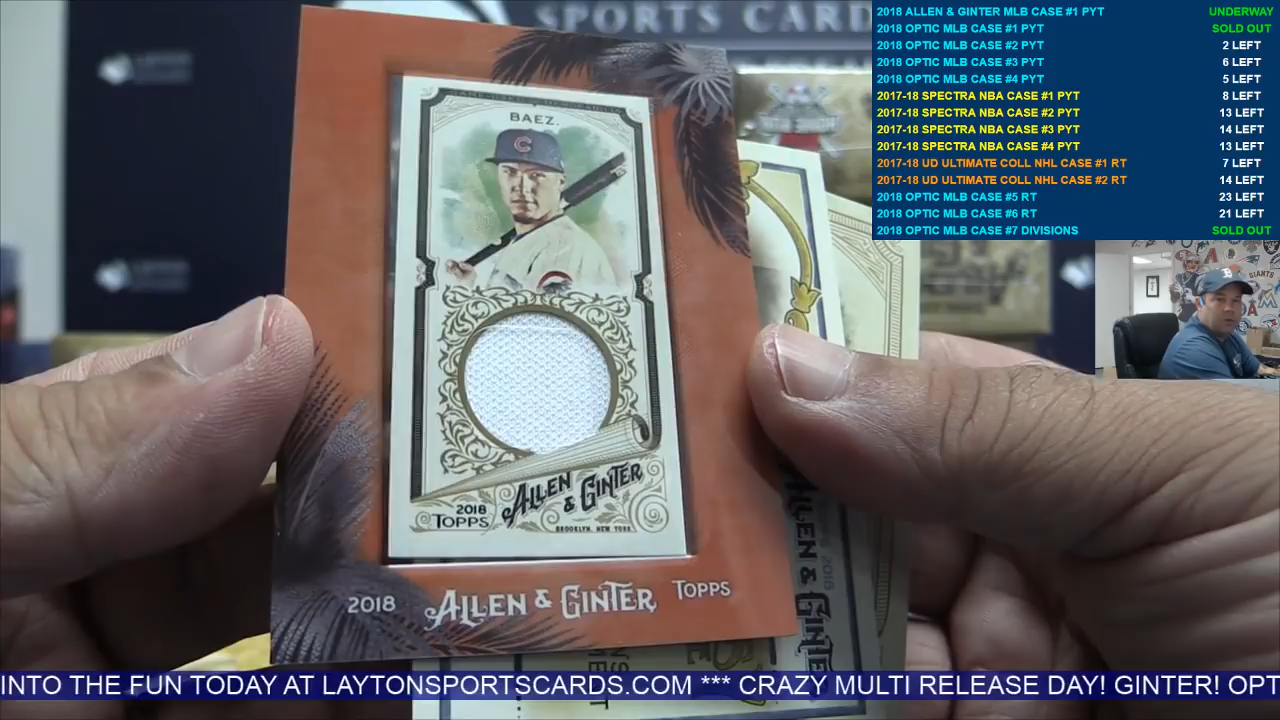 SPORTS CARDS
2018 ALLEN & GINTER MLB CASE #1 PYT UNDERWAY
2018 OPTIC MLB CASE #1 PYT SOLD OUT
2018 OPTIC MLB CASE #2 PYT 2 LEFT
2018 OPTIC MLB CASE #3 PYT 6 LEFT
2018 OPTIC MLB CASE #4 PYT 5 LEFT
2017-18 SPECTRA NBA CASE #1 PYT 8 LEFT
2017-18 SPECTRA NBA CASE #2 PYT 13 LEFT
2017-18 SPECTRA NBA CASE #3 PYT 14 LEFT
2017-18 SPECTRA NBA CASE #4 PYT 13 LEFT
2017-18 UD ULTIMATE COLL NHL CASE #1 RT 7 LEFT
2017-18 UD ULTIMATE COLL NHL CASE #2 RT 14 LEFT
2018 OPTIC MLB CASE #5 RT 23 LEFT
2018 OPTIC MLB CASE #6 RT 21 LEFT
2018 OPTIC MLB CASE #7 DIVISIONS SOLD OUT
BAEZ.
C
GIANTS
2018 TOPPS
ALLEN & GINTER
BROOKLYN, NEW YORK
2018 ALLEN & GINTER TOPPS
ALLEN & GINTER
2018
INTO THE FUN TODAY AT LAYTONSPORTSCARDS.COM *** CRAZY MULTI RELEASE DAY! GINTER! OPT